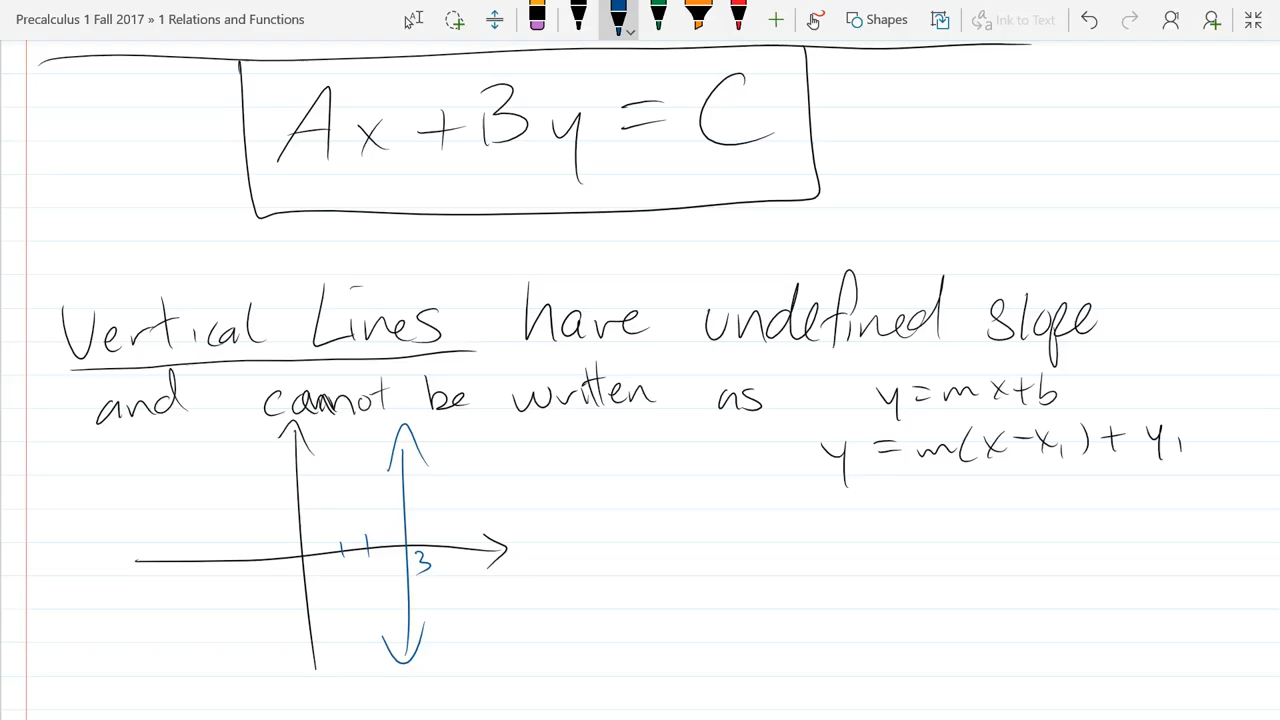 Precalculus 1 Fall 2017 » 1 Relations and Functions Shapes Ink to Text
Ax + By = C
Vertical Lines have undefined slope
and cannot be written as y = mx + b
y = m(x - x₁) + y₁
3